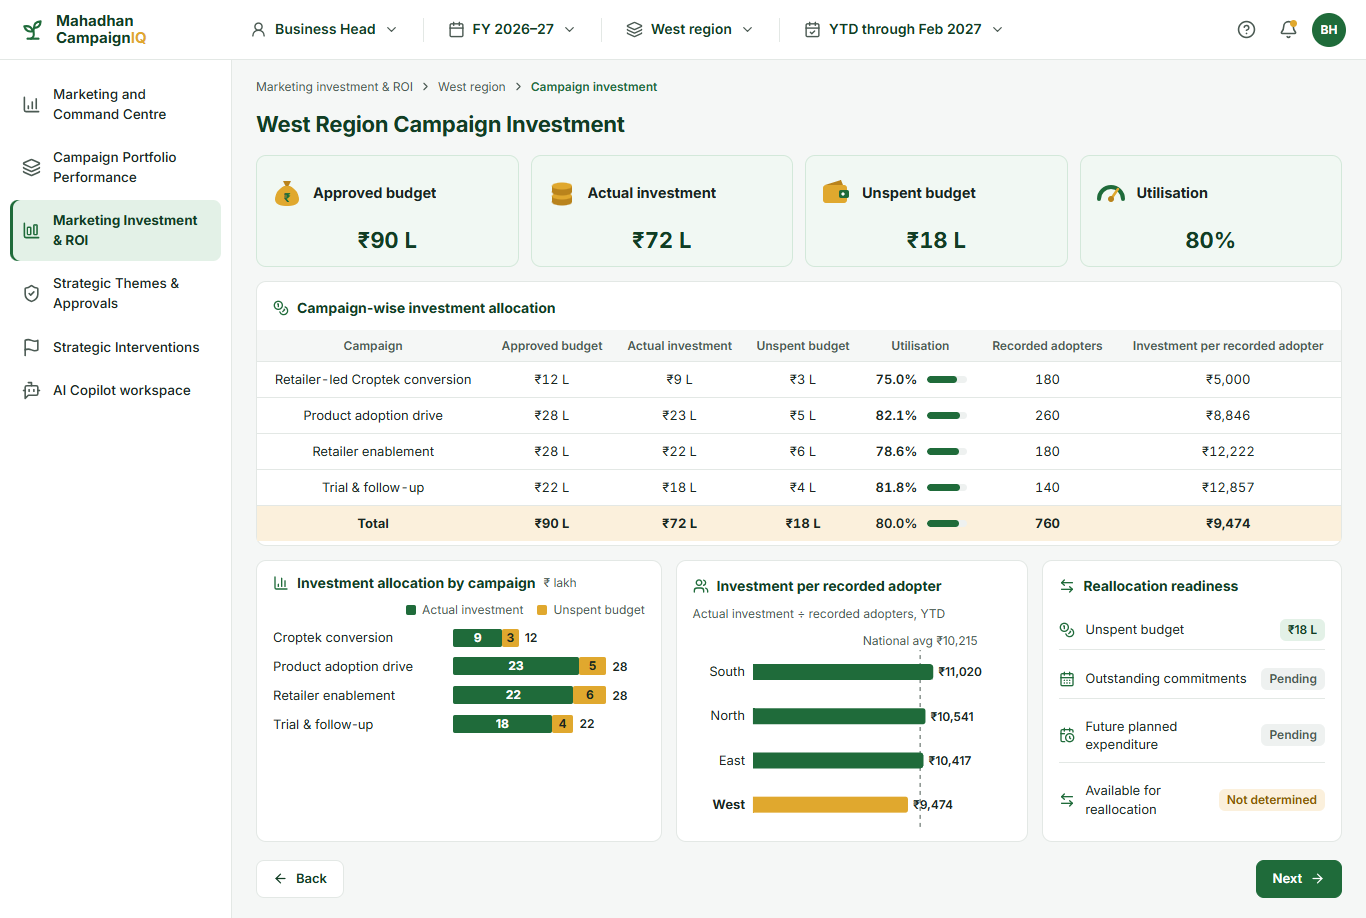 Mahadhan
CampaignIQ
Business Head
FY 2026–27
West region
YTD through Feb 2027
BH
Marketing and
Command Centre
Campaign Portfolio
Performance
Marketing Investment
& ROI
Strategic Themes &
Approvals
Strategic Interventions
AI Copilot workspace
Marketing investment & ROI > West region > Campaign investment
West Region Campaign Investment
Approved budget
₹90 L
Actual investment
₹72 L
Unspent budget
₹18 L
Utilisation
80%
Campaign-wise investment allocation
Campaign Approved budget Actual investment Unspent budget Utilisation Recorded adopters Investment per recorded adopter
Retailer-led Croptek conversion ₹12 L ₹9 L ₹3 L 75.0% 180 ₹5,000
Product adoption drive ₹28 L ₹23 L ₹5 L 82.1% 260 ₹8,846
Retailer enablement ₹28 L ₹22 L ₹6 L 78.6% 180 ₹12,222
Trial & follow-up ₹22 L ₹18 L ₹4 L 81.8% 140 ₹12,857
Total ₹90 L ₹72 L ₹18 L 80.0% 760 ₹9,474
Investment allocation by campaign ₹ lakh
Actual investment Unspent budget
Croptek conversion 9 3 12
Product adoption drive 23 5 28
Retailer enablement 22 6 28
Trial & follow-up 18 4 22
Investment per recorded adopter
Actual investment ÷ recorded adopters, YTD
National avg ₹10,215
South ₹11,020
North ₹10,541
East ₹10,417
West ₹9,474
Reallocation readiness
Unspent budget ₹18 L
Outstanding commitments Pending
Future planned
expenditure Pending
Available for
reallocation Not determined
Back
Next